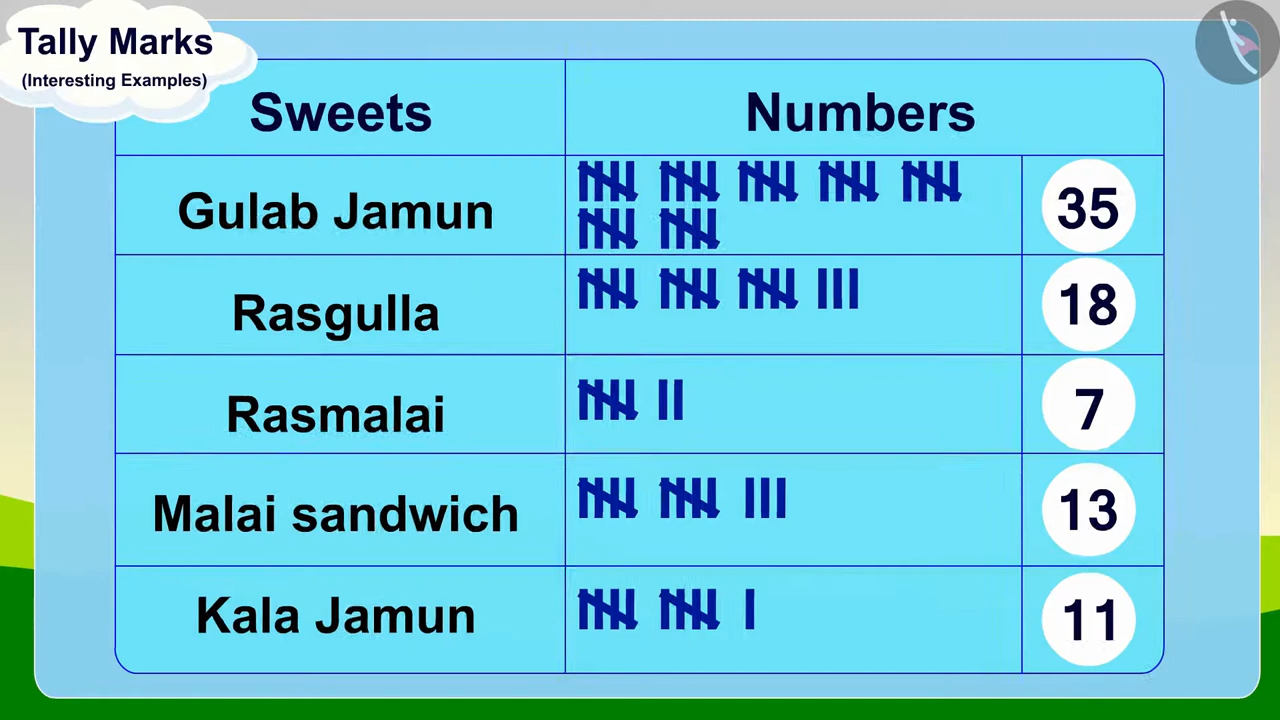 Tally Marks
(Interesting Examples)
Sweets Numbers
Gulab Jamun 35
Rasgulla 18
Rasmalai 7
Malai sandwich 13
Kala Jamun 11